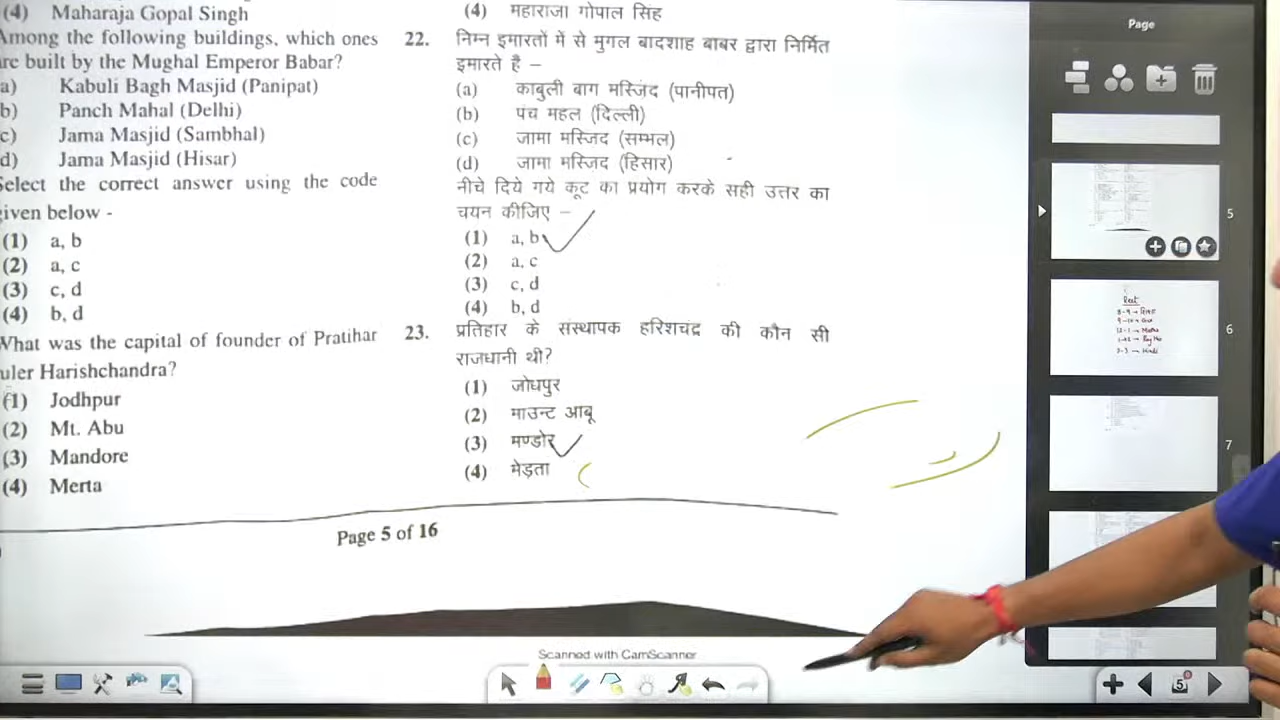 (4) Maharaja Gopal Singh
Among the following buildings, which ones
are built by the Mughal Emperor Babar?
a) Kabuli Bagh Masjid (Panipat)
b) Panch Mahal (Delhi)
c) Jama Masjid (Sambhal)
d) Jama Masjid (Hisar)
Select the correct answer using the code
given below -
(1) a, b
(2) a, c
(3) c, d
(4) b, d
What was the capital of founder of Pratihar
uler Harishchandra?
(1) Jodhpur
(2) Mt. Abu
(3) Mandore
(4) Merta
(4) महाराजा गोपाल सिंह
22. निम्न इमारतों में से मुगल बादशाह बाबर द्वारा निर्मित
इमारते है –
(a) काबुली बाग मस्जिद (पानीपत)
(b) पंच महल (दिल्ली)
(c) जामा मस्जिद (सम्भल)
(d) जामा मस्जिद (हिसार)
नीचे दिये गये कूट का प्रयोग करके सही उत्तर का
चयन कीजिए –
(1) a, b
(2) a, c
(3) c, d
(4) b, d
23. प्रतिहार के संस्थापक हरिशचंद्र की कौन सी
राजधानी थी?
(1) जोधपुर
(2) माउन्ट आबू
(3) मण्डोर
(4) मेड़ता
Page 5 of 16
Scanned with CamScanner
Page
5
6
7
5